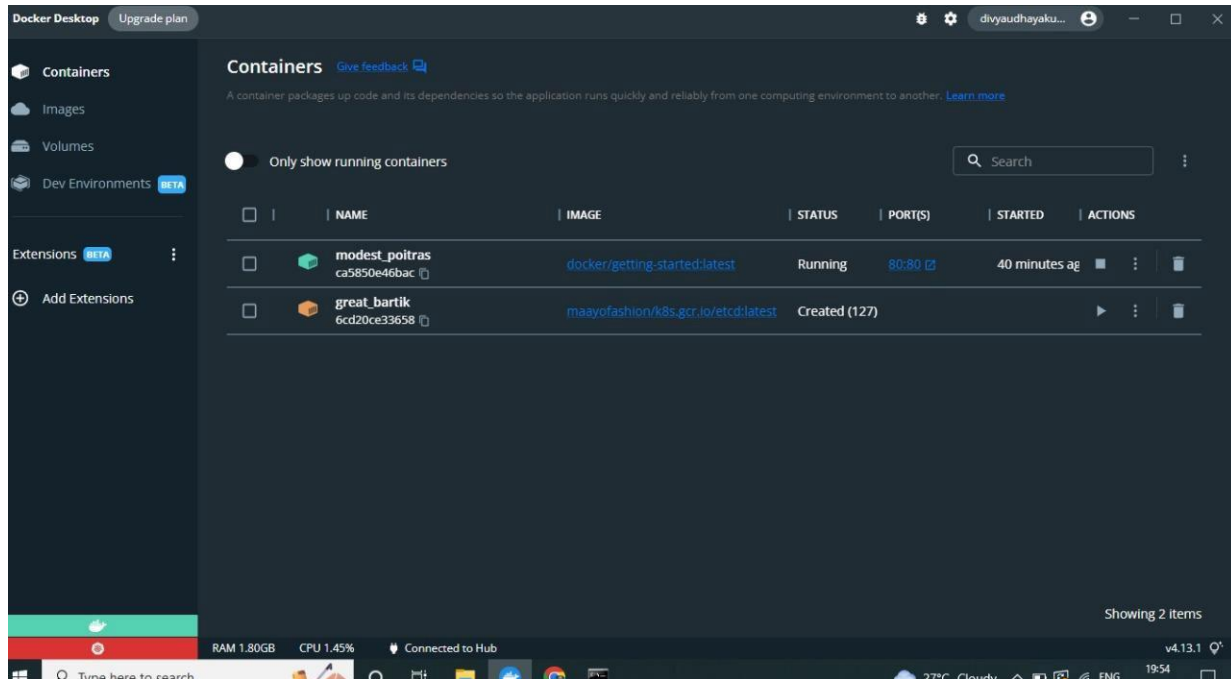 Docker Desktop Upgrade plan divyaudhayaku...
Containers
Images
Volumes
Dev Environments BETA
Extensions BETA
Add Extensions
Containers Give feedback
A container packages up code and its dependencies so the application runs quickly and reliably from one computing environment to another. Learn more
Only show running containers
Search
NAME IMAGE STATUS PORT(S) STARTED ACTIONS
modest_poitras docker/getting-started:latest Running 80:80 40 minutes ag
ca5850e46bac
great_bartik maayofashion/k8s.gcr.io/etcd:latest Created (127)
6cd20ce33658
Showing 2 items
RAM 1.80GB CPU 1.45% Connected to Hub v4.13.1
Type here to search 27°C Cloudy ENG 19:54